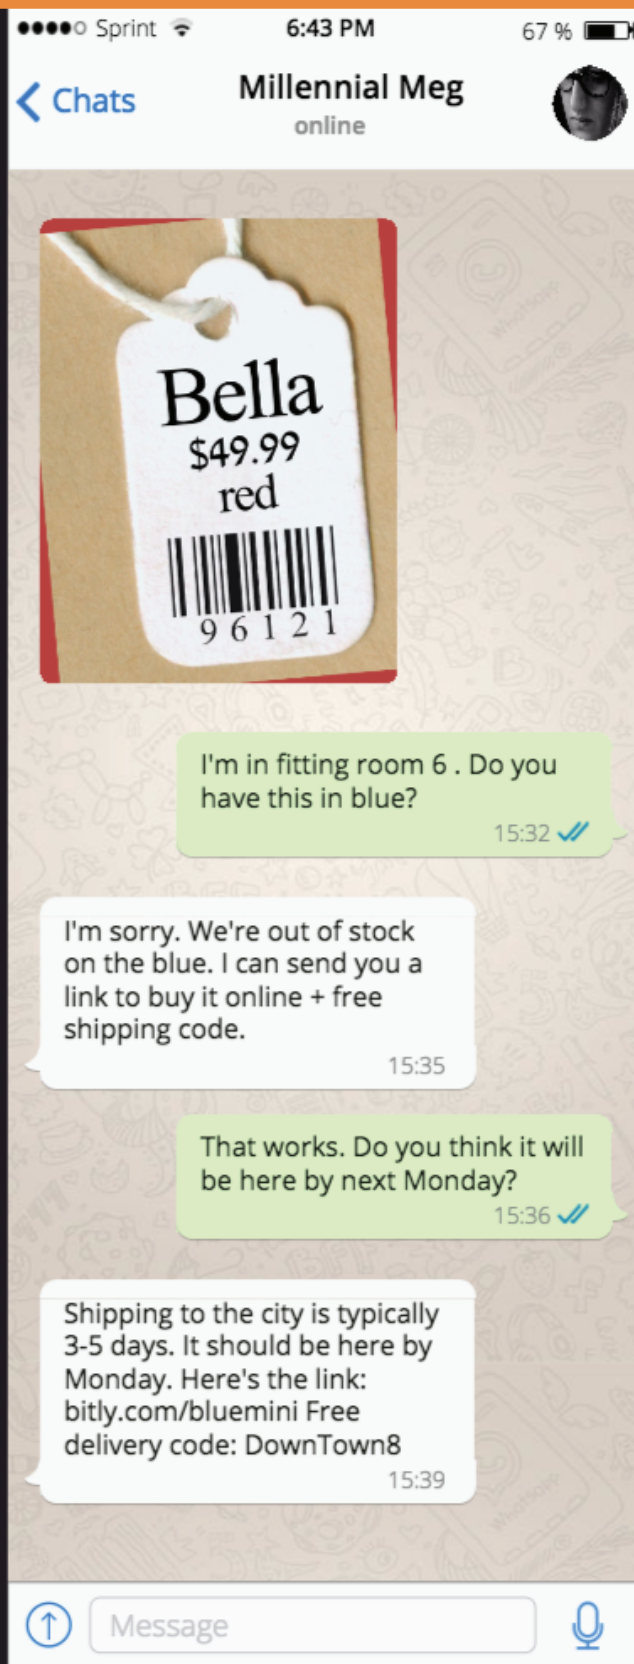 Sprint 6:43 PM 67 %
Chats Millennial Meg
online
Bella
$49.99
red
9 6 1 2 1
I'm in fitting room 6 . Do you
have this in blue?
15:32
I'm sorry. We're out of stock
on the blue. I can send you a
link to buy it online + free
shipping code.
15:35
That works. Do you think it will
be here by next Monday?
15:36
Shipping to the city is typically
3-5 days. It should be here by
Monday. Here's the link:
bitly.com/bluemini Free
delivery code: DownTown8
15:39
Message